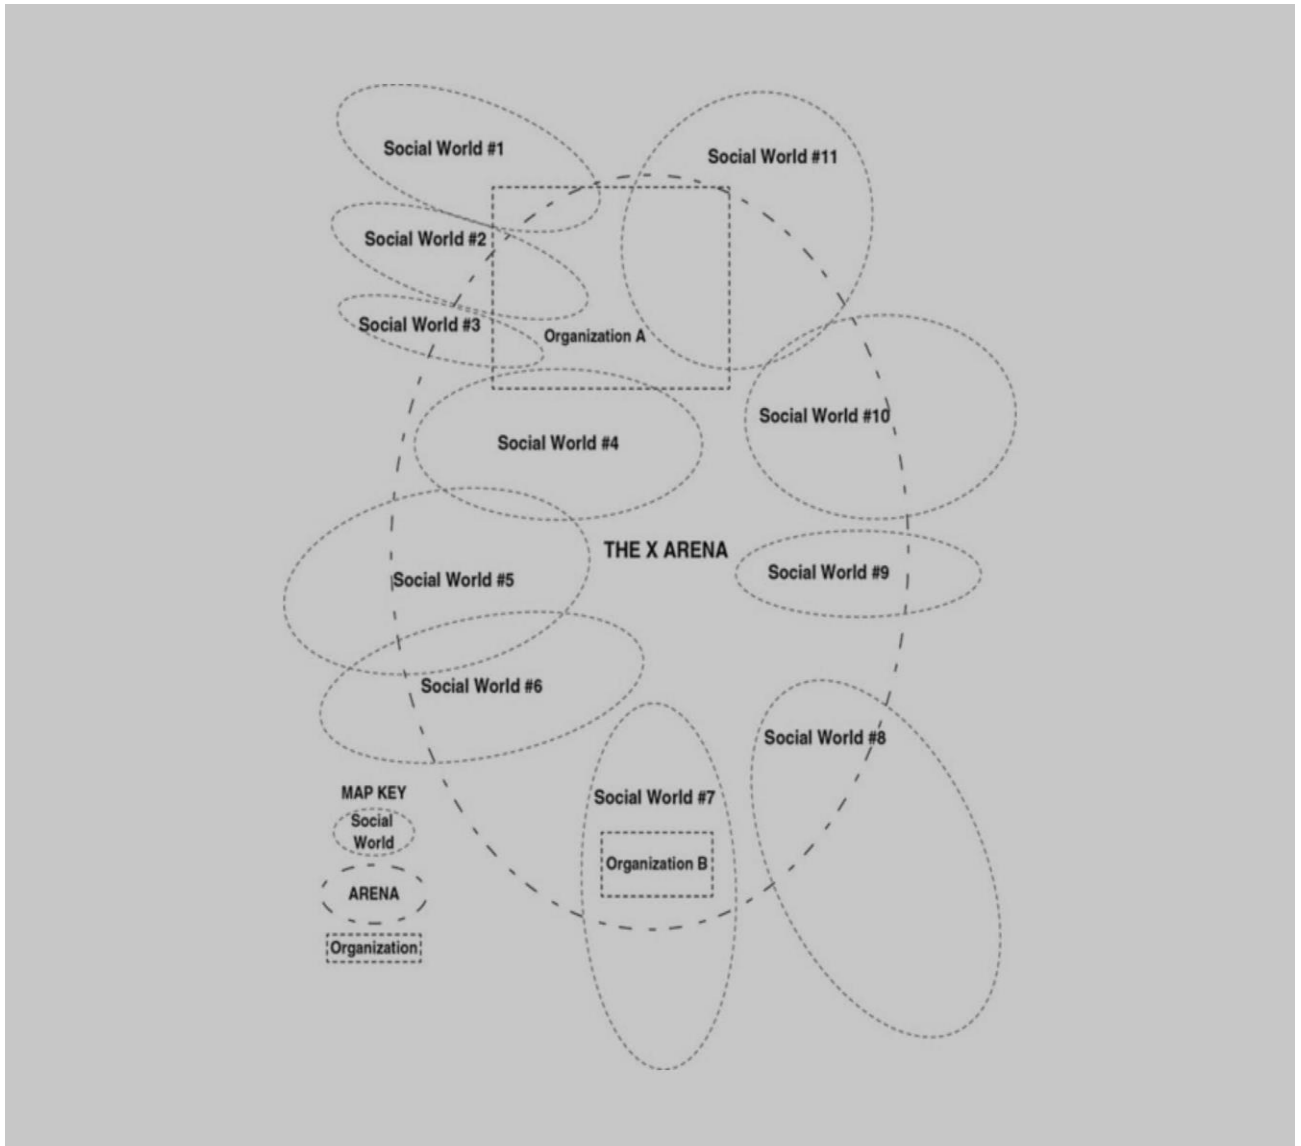 Social World #1
Social World #11
Social World #2
Social World #3
Organization A
Social World #10
Social World #4
THE X ARENA
Social World #9
Social World #5
Social World #6
Social World #8
Social World #7
Organization B
MAP KEY
Social
World
ARENA
Organization